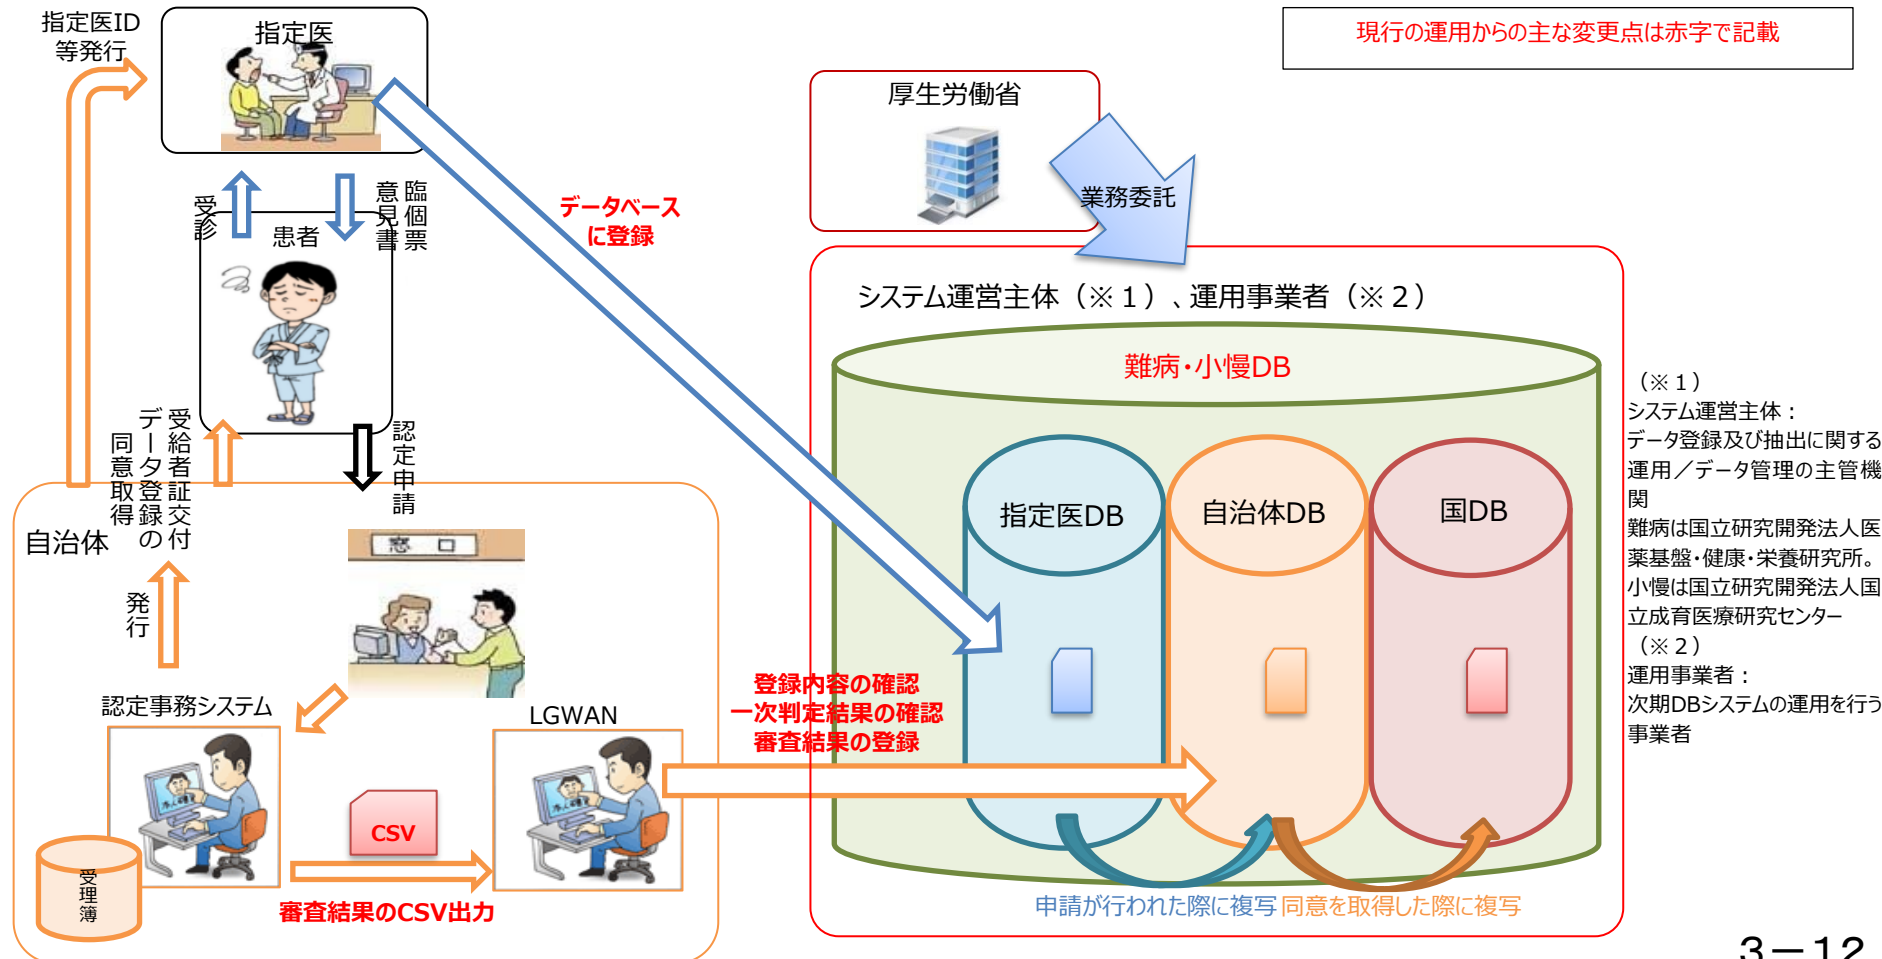 指定医ID
等発行
指定医
現行の運用からの主な変更点は赤字で記載
厚生労働省
業務委託
受診
臨個票
意見書
患者
データベース
に登録
システム運営主体（※１）、運用事業者（※２）
難病・小慢DB
指定医DB
自治体DB
国DB
（※１）
システム運営主体：
データ登録及び抽出に関する
運用／データ管理の主管機
関
難病は国立研究開発法人医
薬基盤・健康・栄養研究所。
小慢は国立研究開発法人国
立成育医療研究センター
（※２）
運用事業者：
次期DBシステムの運用を行う
事業者
受給者証交付
データ登録の
同意取得
認定申請
自治体
窓口
発行
認定事務システム
LGWAN
登録内容の確認
一次判定結果の確認
審査結果の登録
CSV
受理簿
審査結果のCSV出力
申請が行われた際に複写
同意を取得した際に複写
３－１２